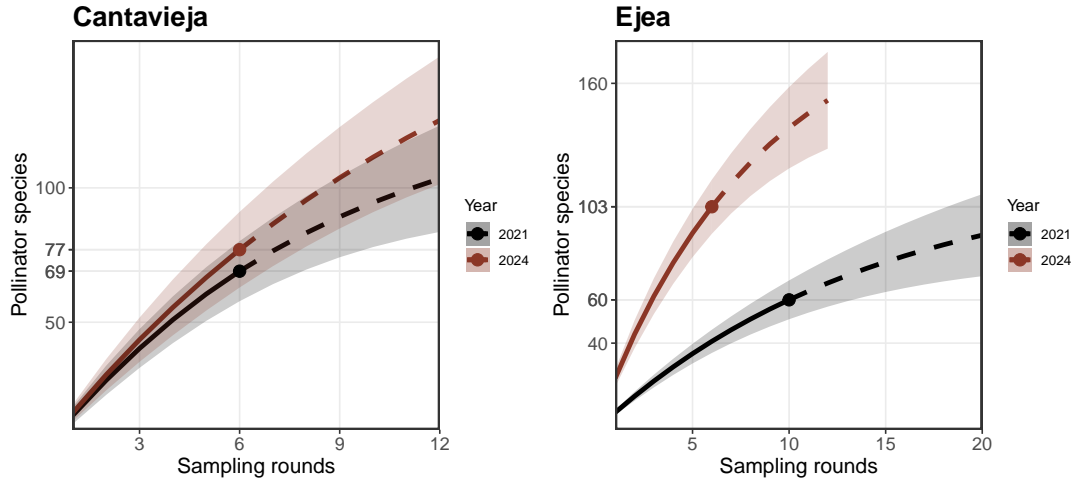 Cantavieja
Pollinator species
100
77
69
50
3
6
9
12
Sampling rounds
Year
2021
2024
Ejea
Pollinator species
160
103
60
40
5
10
15
20
Sampling rounds
Year
2021
2024